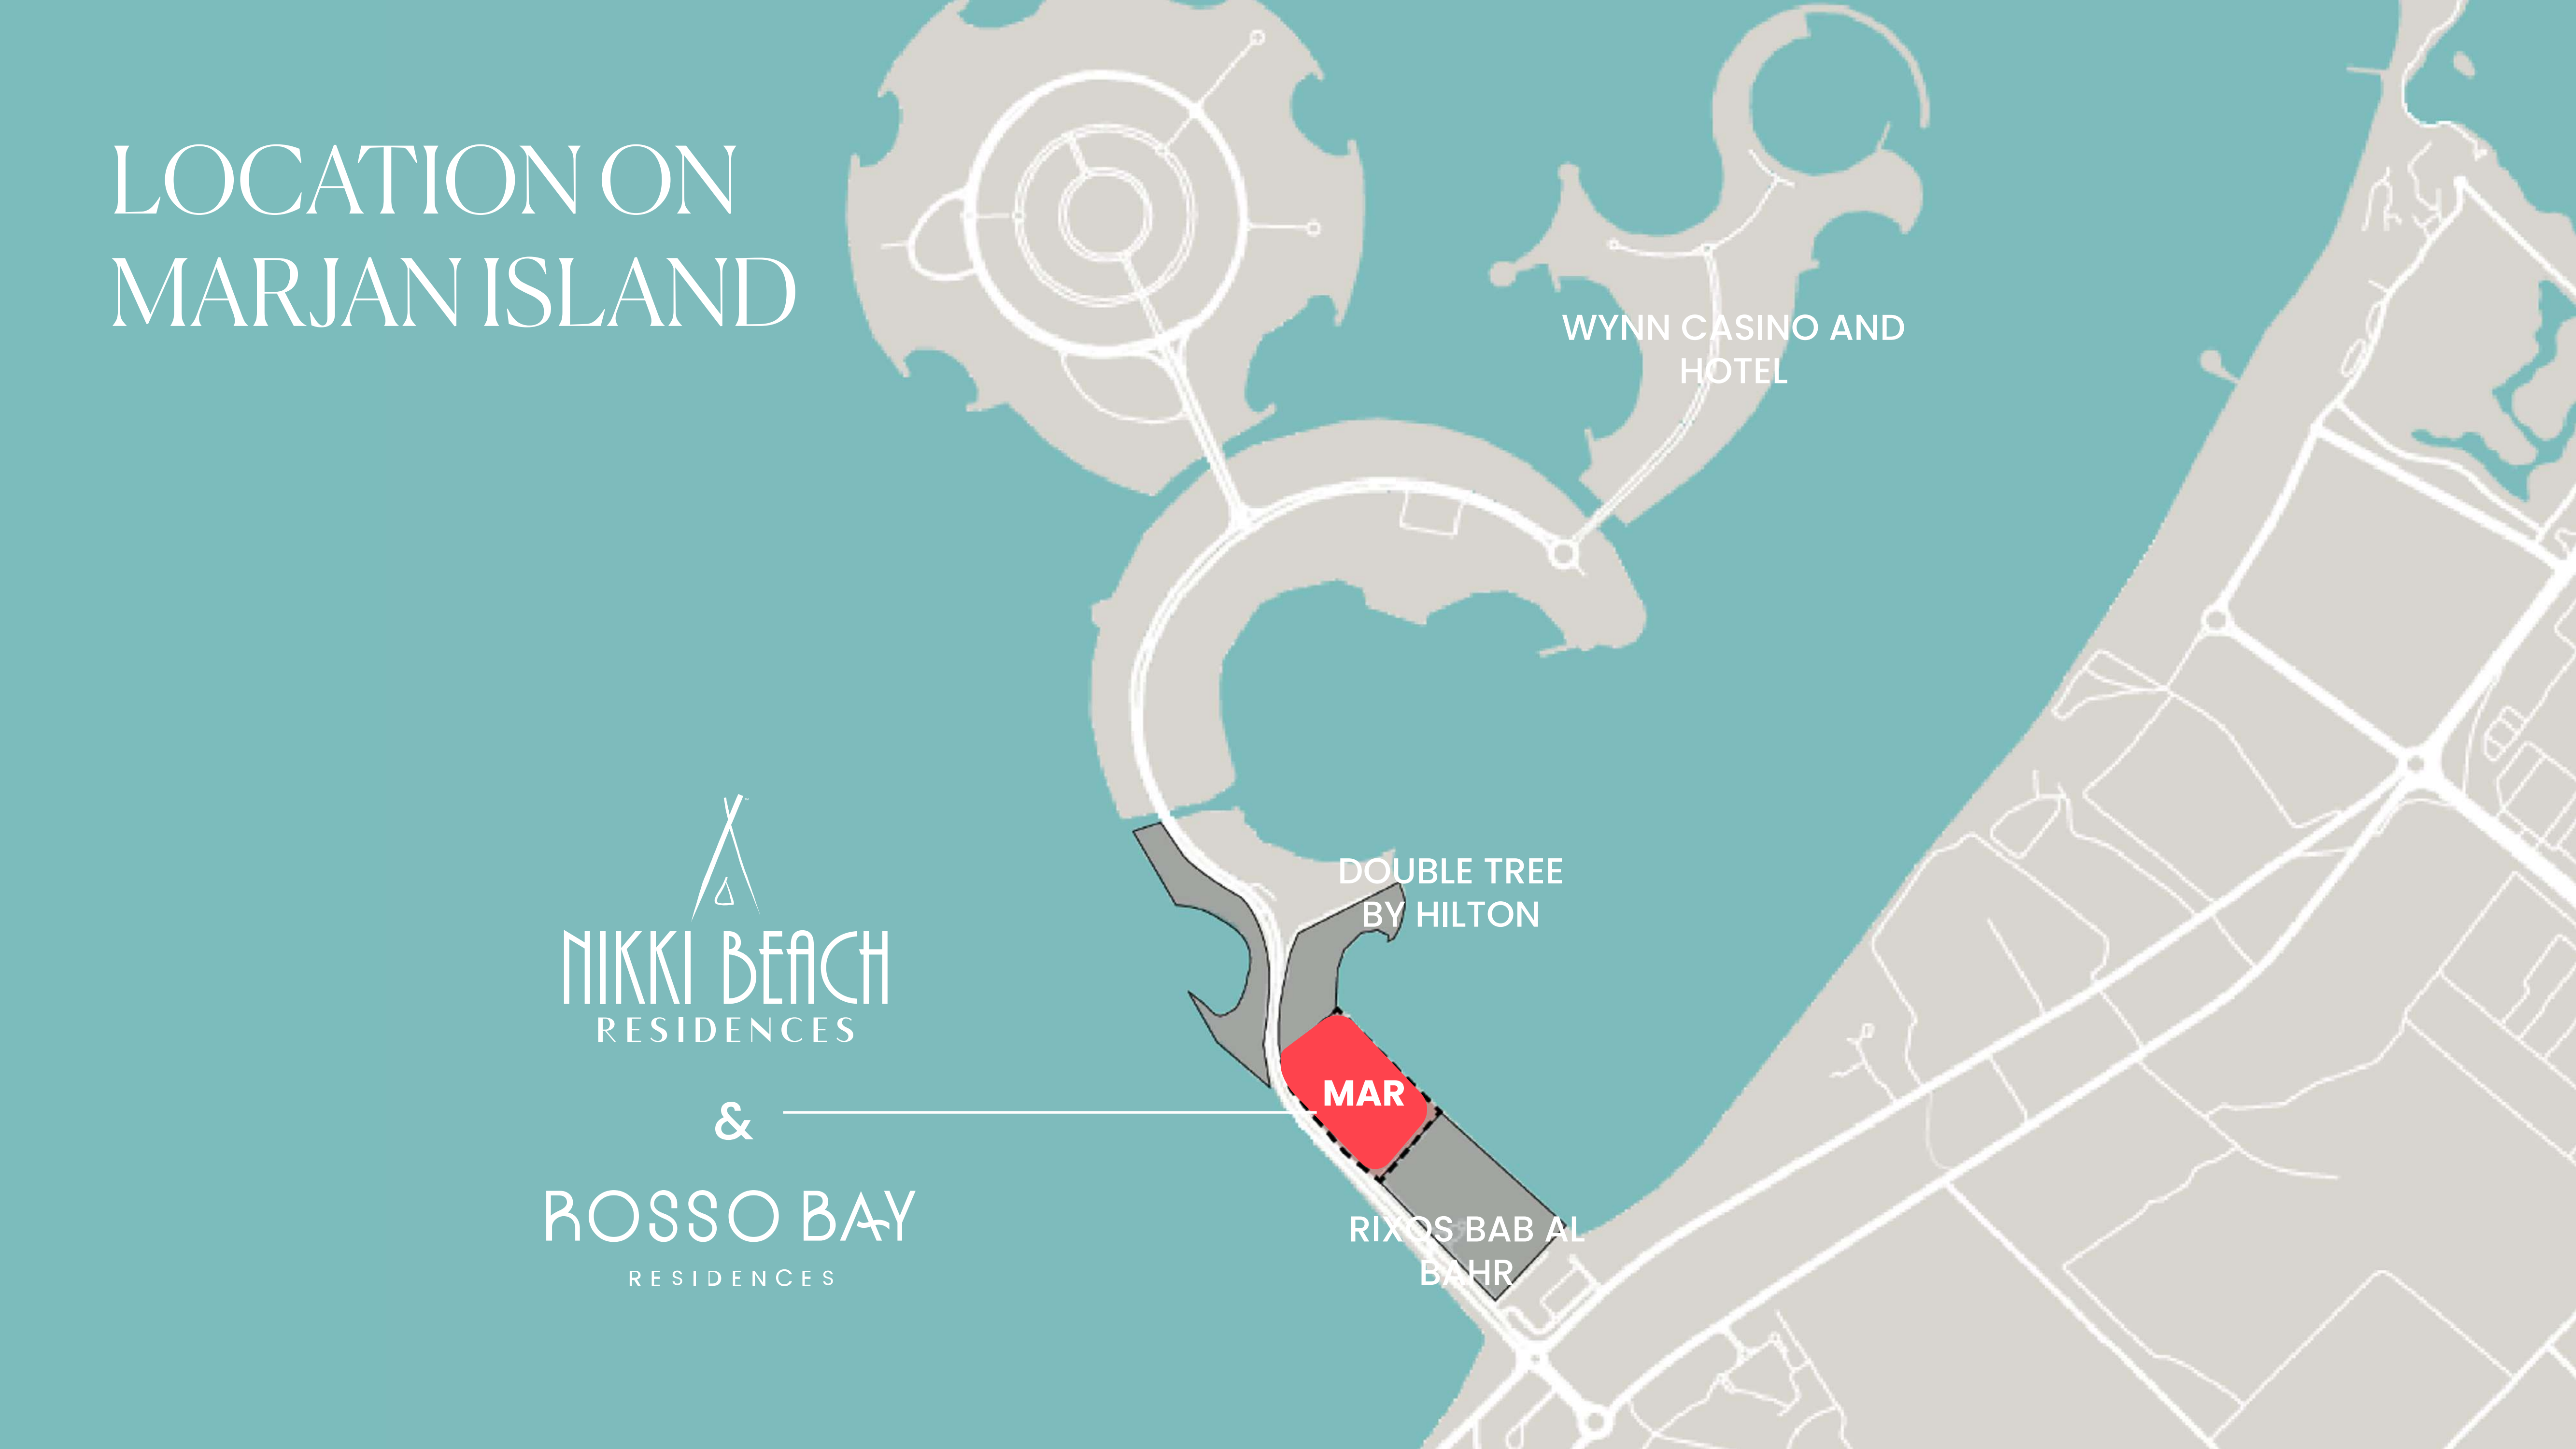 LOCATION ON
MARJAN ISLAND
WYNN CASINO AND
HOTEL
DOUBLE TREE
BY HILTON
NIKKI BEACH
RESIDENCES
&
ROSSO BAY
RESIDENCES
MAR
RIXOS BAB AL
BAHR